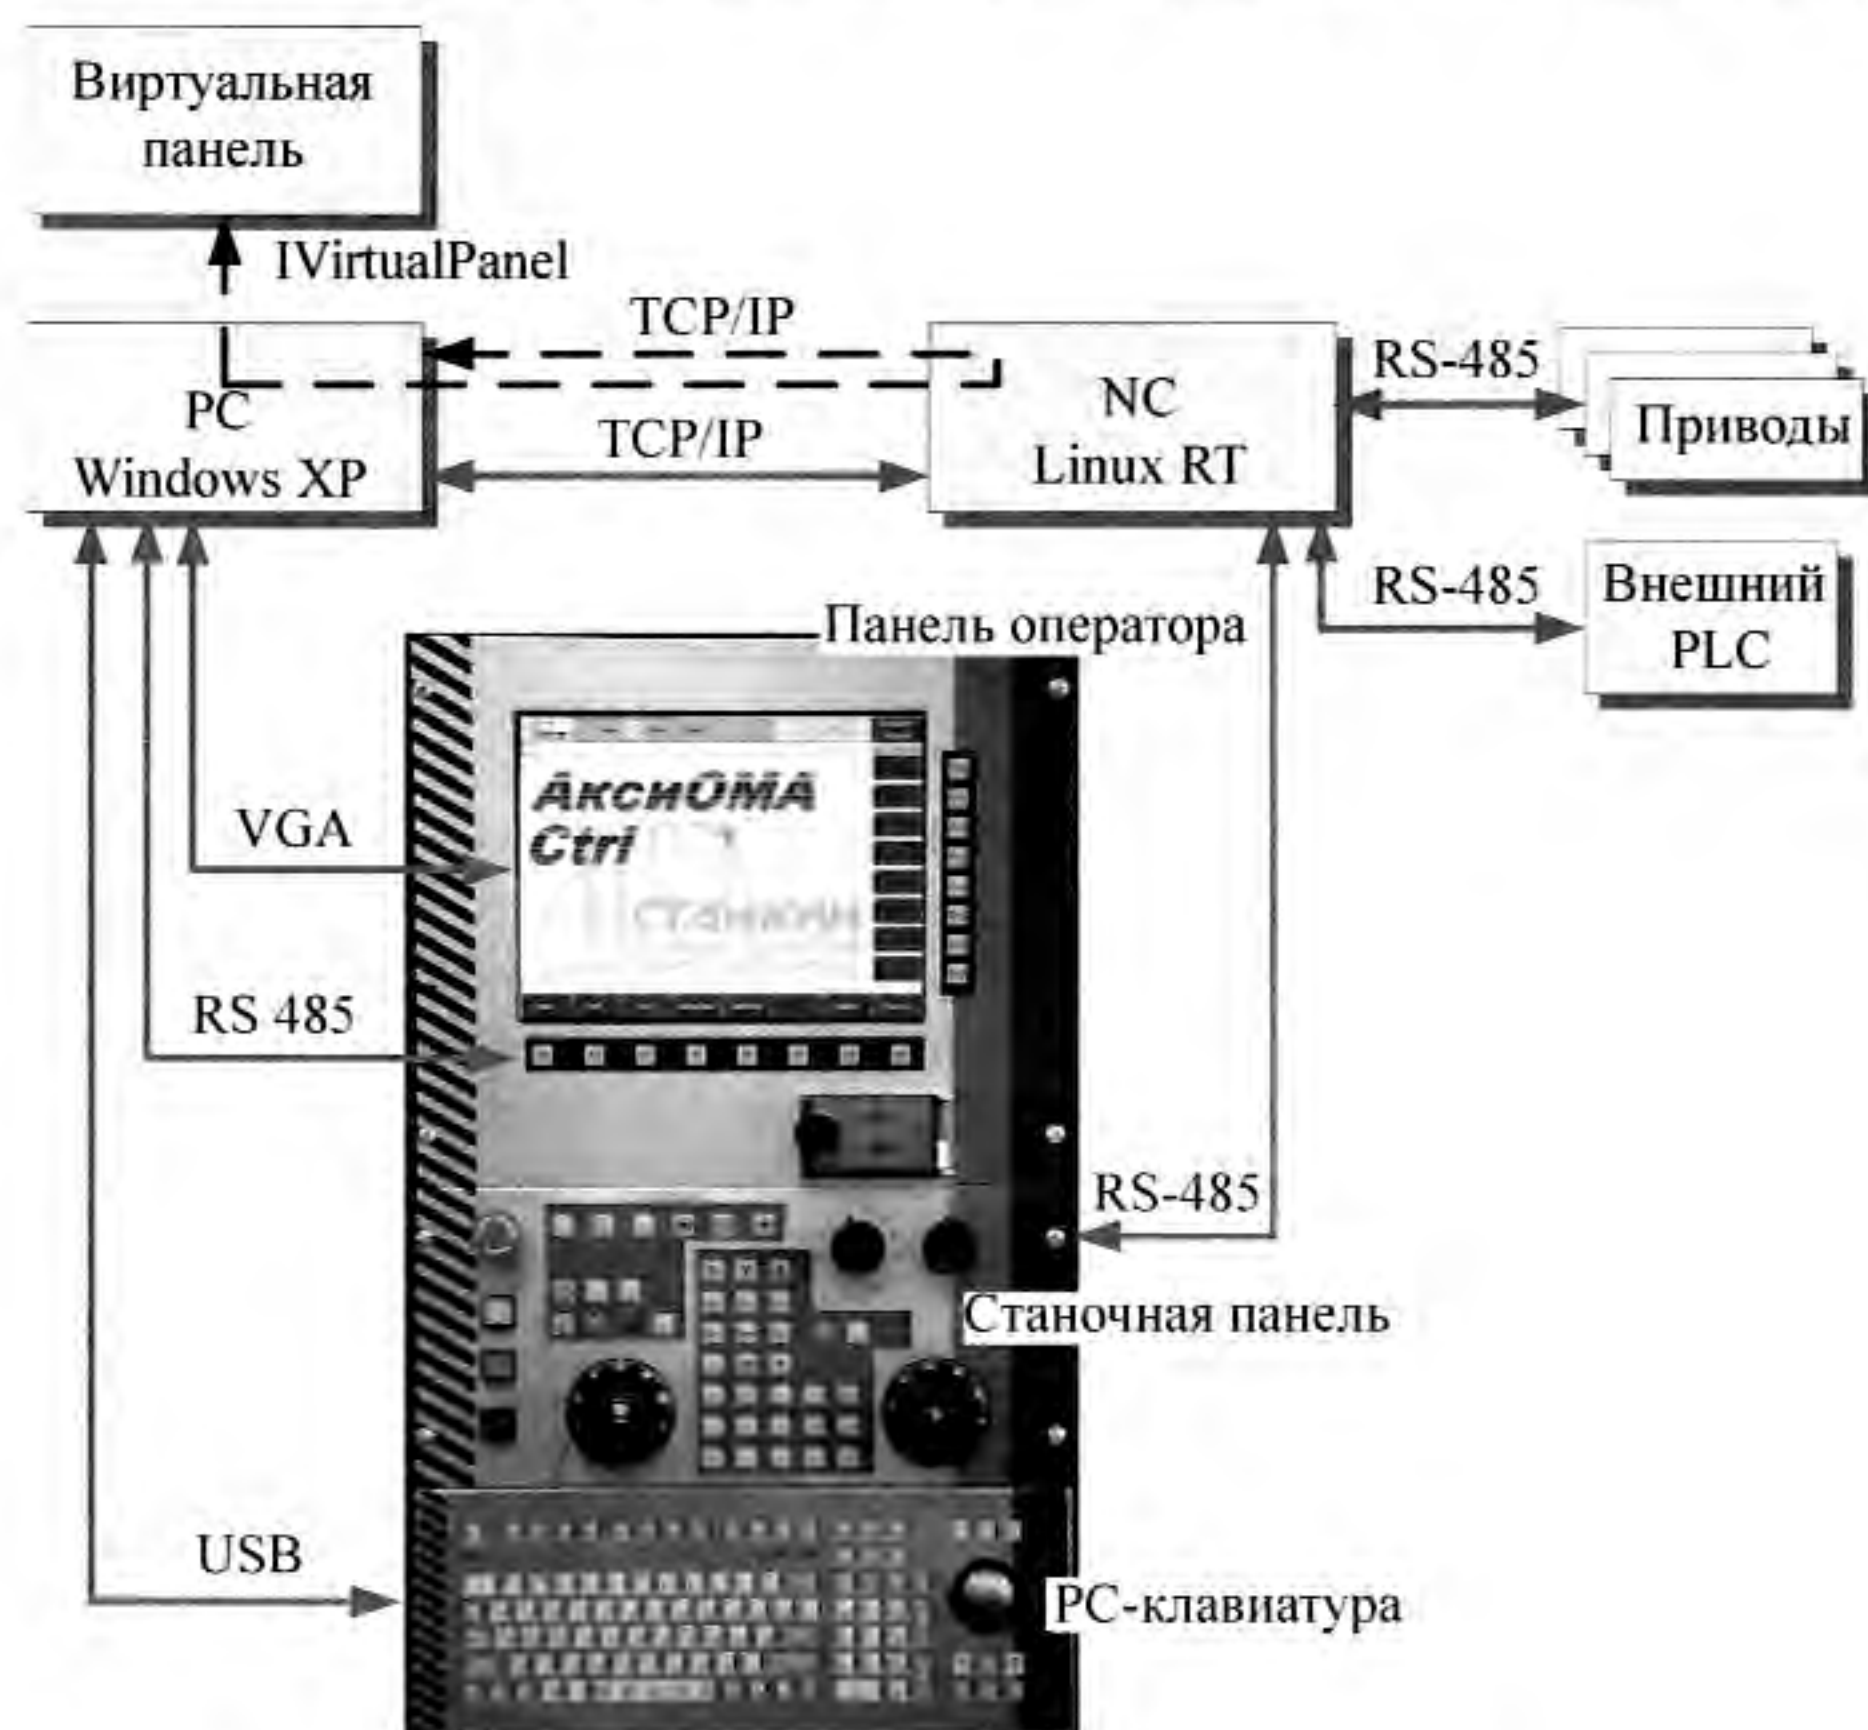 Виртуальная
панель
IVirtualPanel
TCP/IP
PC
Windows XP
TCP/IP
NC
Linux RT
RS-485
Приводы
RS-485
Внешний
PLC
Панель оператора
АксиОМА
Ctrl
СТАНКИН
VGA
RS 485
RS-485
Станочная панель
USB
PC-клавиатура